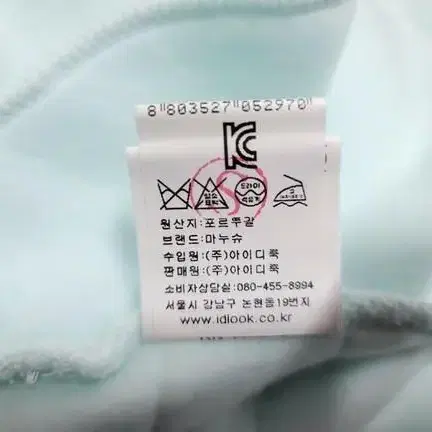 8 803527 052970
KC
S
드라이
원산지:포르투갈
브랜드:마누슈
수입원:(주)아이디룩
판매원:(주)아이디룩
소비자상담실:080-455-8994
서울시 강남구 논현동19번지
www.idlook.co.kr